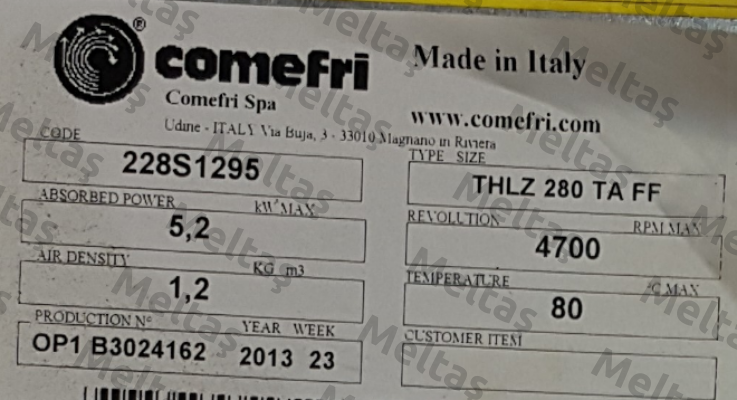 comefri
Made in Italy
Comefri Spa
Udine - ITALY Via Buja, 3 - 33010 Magnano in Riviera
www.comefri.com
CODE
228S1295
TYPE SIZE
THLZ 280 TA FF
ABSORBED POWER kW MAX
5,2
REVOLUTION RPM MAX
4700
AIR DENSITY KG m3
1,2
TEMPERATURE °C MAX
80
PRODUCTION N° YEAR WEEK
OP1 B3024162 2013 23
CUSTOMER ITEM
Meltaş